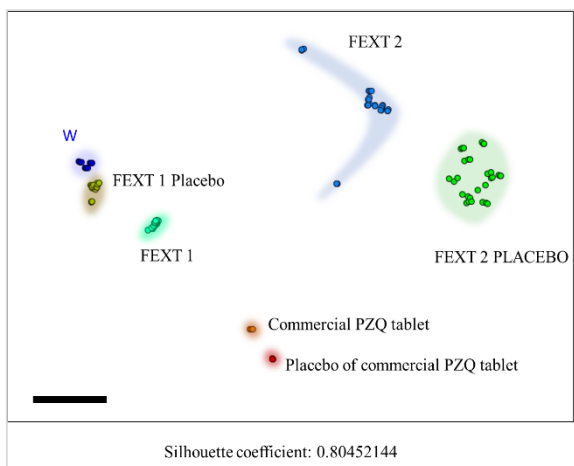 FEXT 2
W
FEXT 1 Placebo
FEXT 1
FEXT 2 PLACEBO
Commercial PZQ tablet
Placebo of commercial PZQ tablet
Silhouette coefficient: 0.80452144